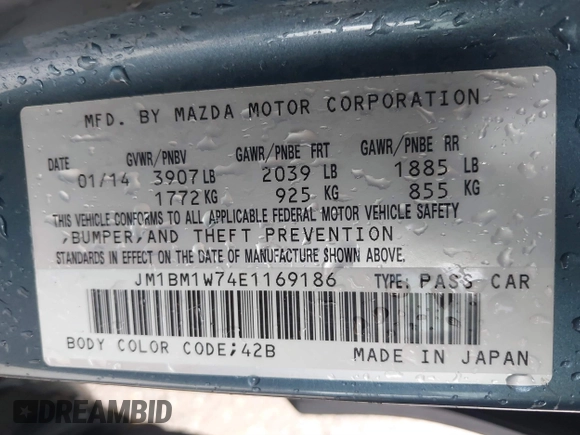 MFD. BY MAZDA MOTOR CORPORATION
DATE GVWR/PNBV GAWR/PNBE FRT GAWR/PNBE RR
01/14 3907 LB 2039 LB 1885 LB
1772 KG 925 KG 855 KG
THIS VEHICLE CONFORMS TO ALL APPLICABLE FEDERAL MOTOR VEHICLE SAFETY
,BUMPER,AND THEFT PREVENTION
STANDARDS IN EFFECT ON THE DATE OF MANUFACTURE SHOWN ABOVE.
JM1BM1W74E1169186 TYPE: PASS CAR
BODY COLOR CODE;42B MADE IN JAPAN
DREAMBID